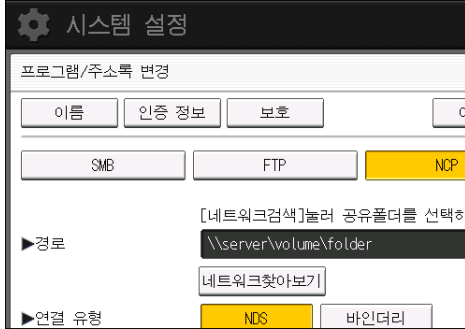 시스템 설정
프로그램/주소록 변경
이름 인증 정보 보호
SMB FTP NCP
[네트워크검색]눌러 공유폴더를 선택하
▶경로 \\server\volume\folder
네트워크찾아보기
▶연결 유형 NDS 바인더리